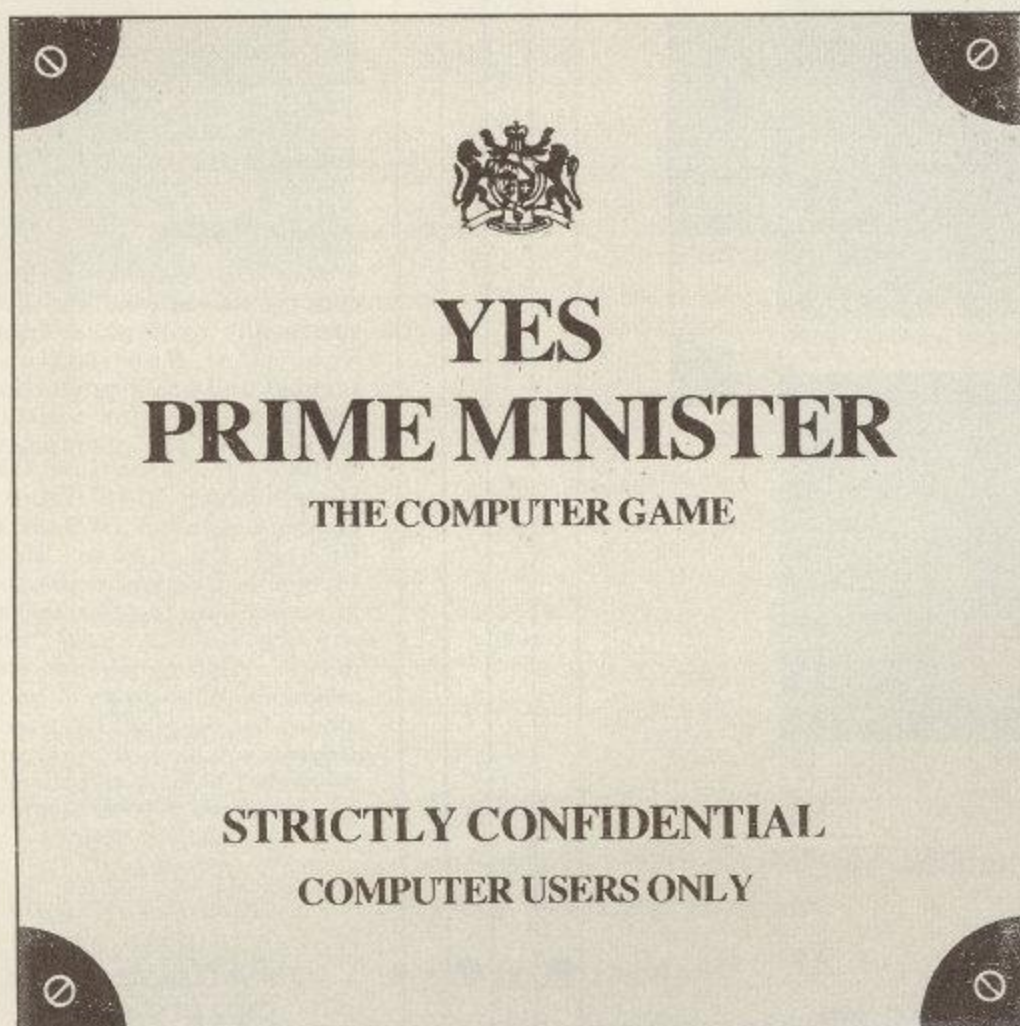 YES
PRIME MINISTER
THE COMPUTER GAME
STRICTLY CONFIDENTIAL
COMPUTER USERS ONLY